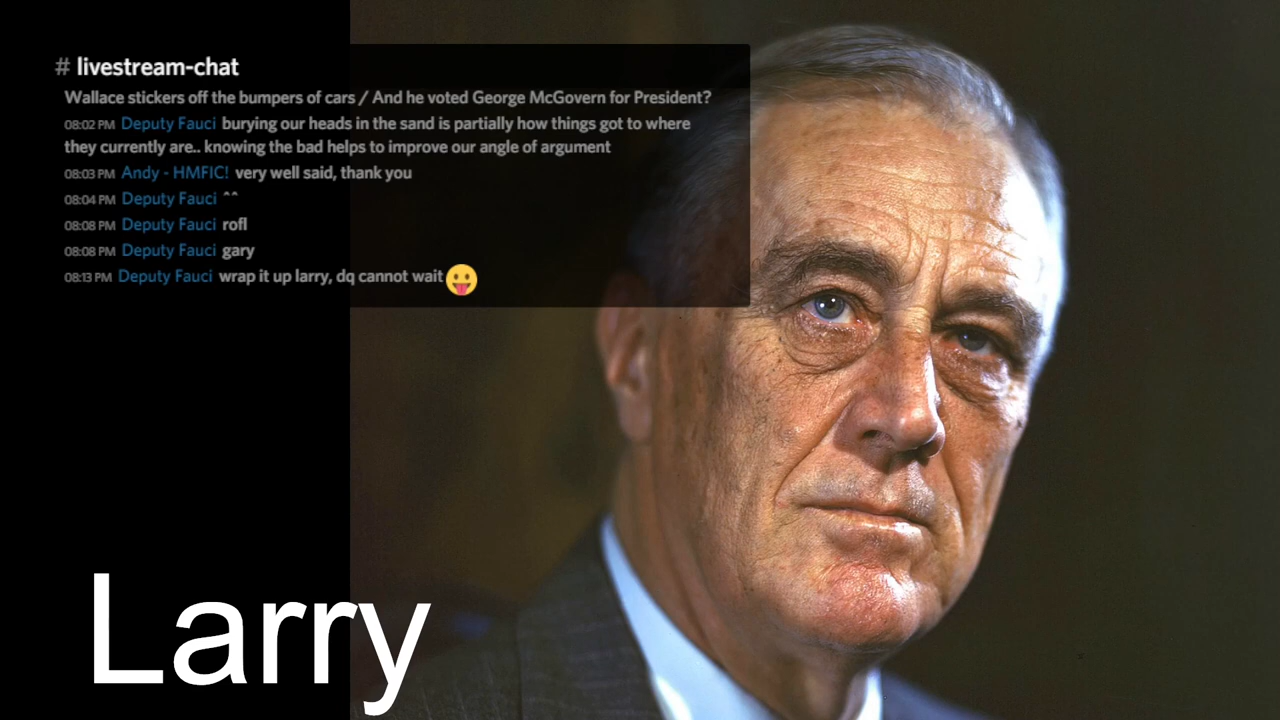 # livestream-chat
Wallace stickers off the bumpers of cars / And he voted George McGovern for President?
08:02 PM Deputy Fauci burying our heads in the sand is partially how things got to where
they currently are.. knowing the bad helps to improve our angle of argument
08:03 PM Andy - HMFIC! very well said, thank you
08:04 PM Deputy Fauci ^^
08:08 PM Deputy Fauci rofl
08:08 PM Deputy Fauci gary
08:13 PM Deputy Fauci wrap it up larry, dq cannot wait 😛
Larry